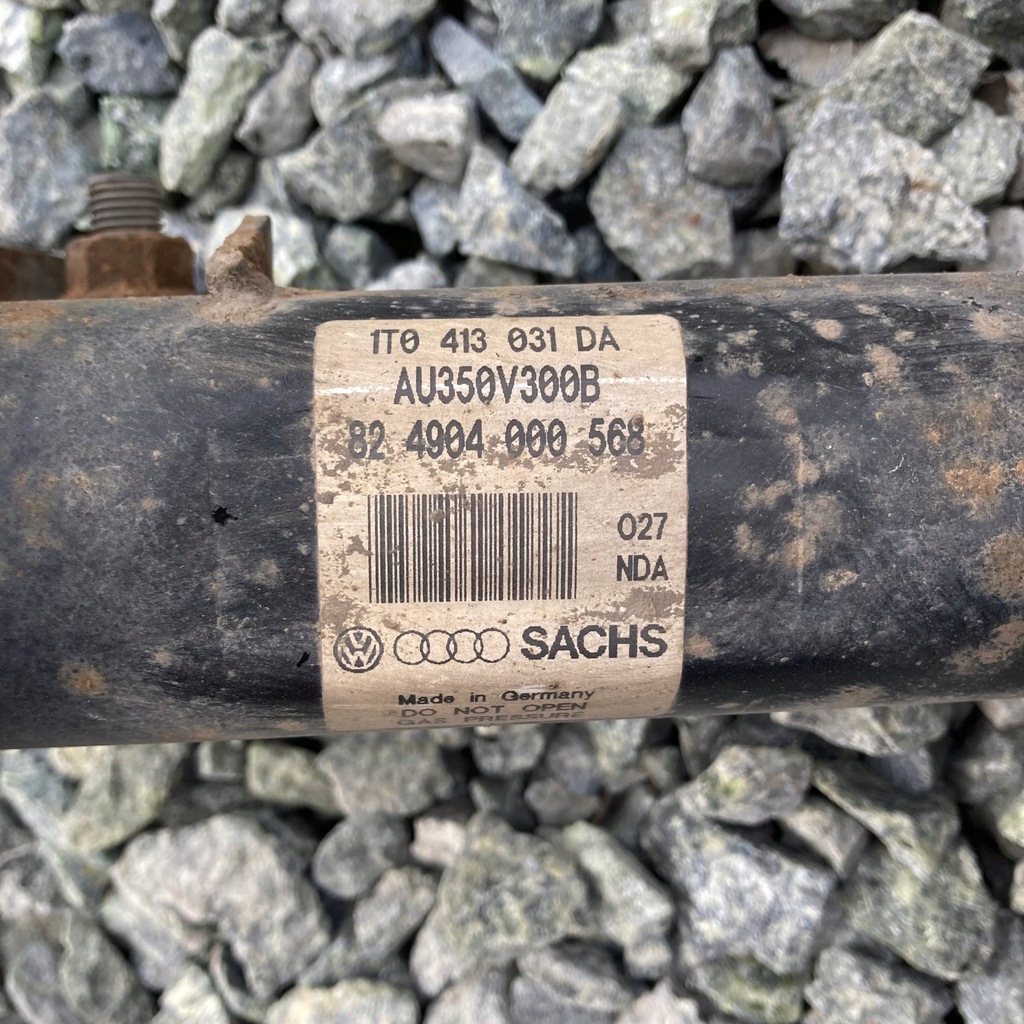 1T0 413 031 DA
AU350V300B
82 4904 000 568
027
NDA
SACHS
Made in Germany
DO NOT OPEN
GAS PRESSURE